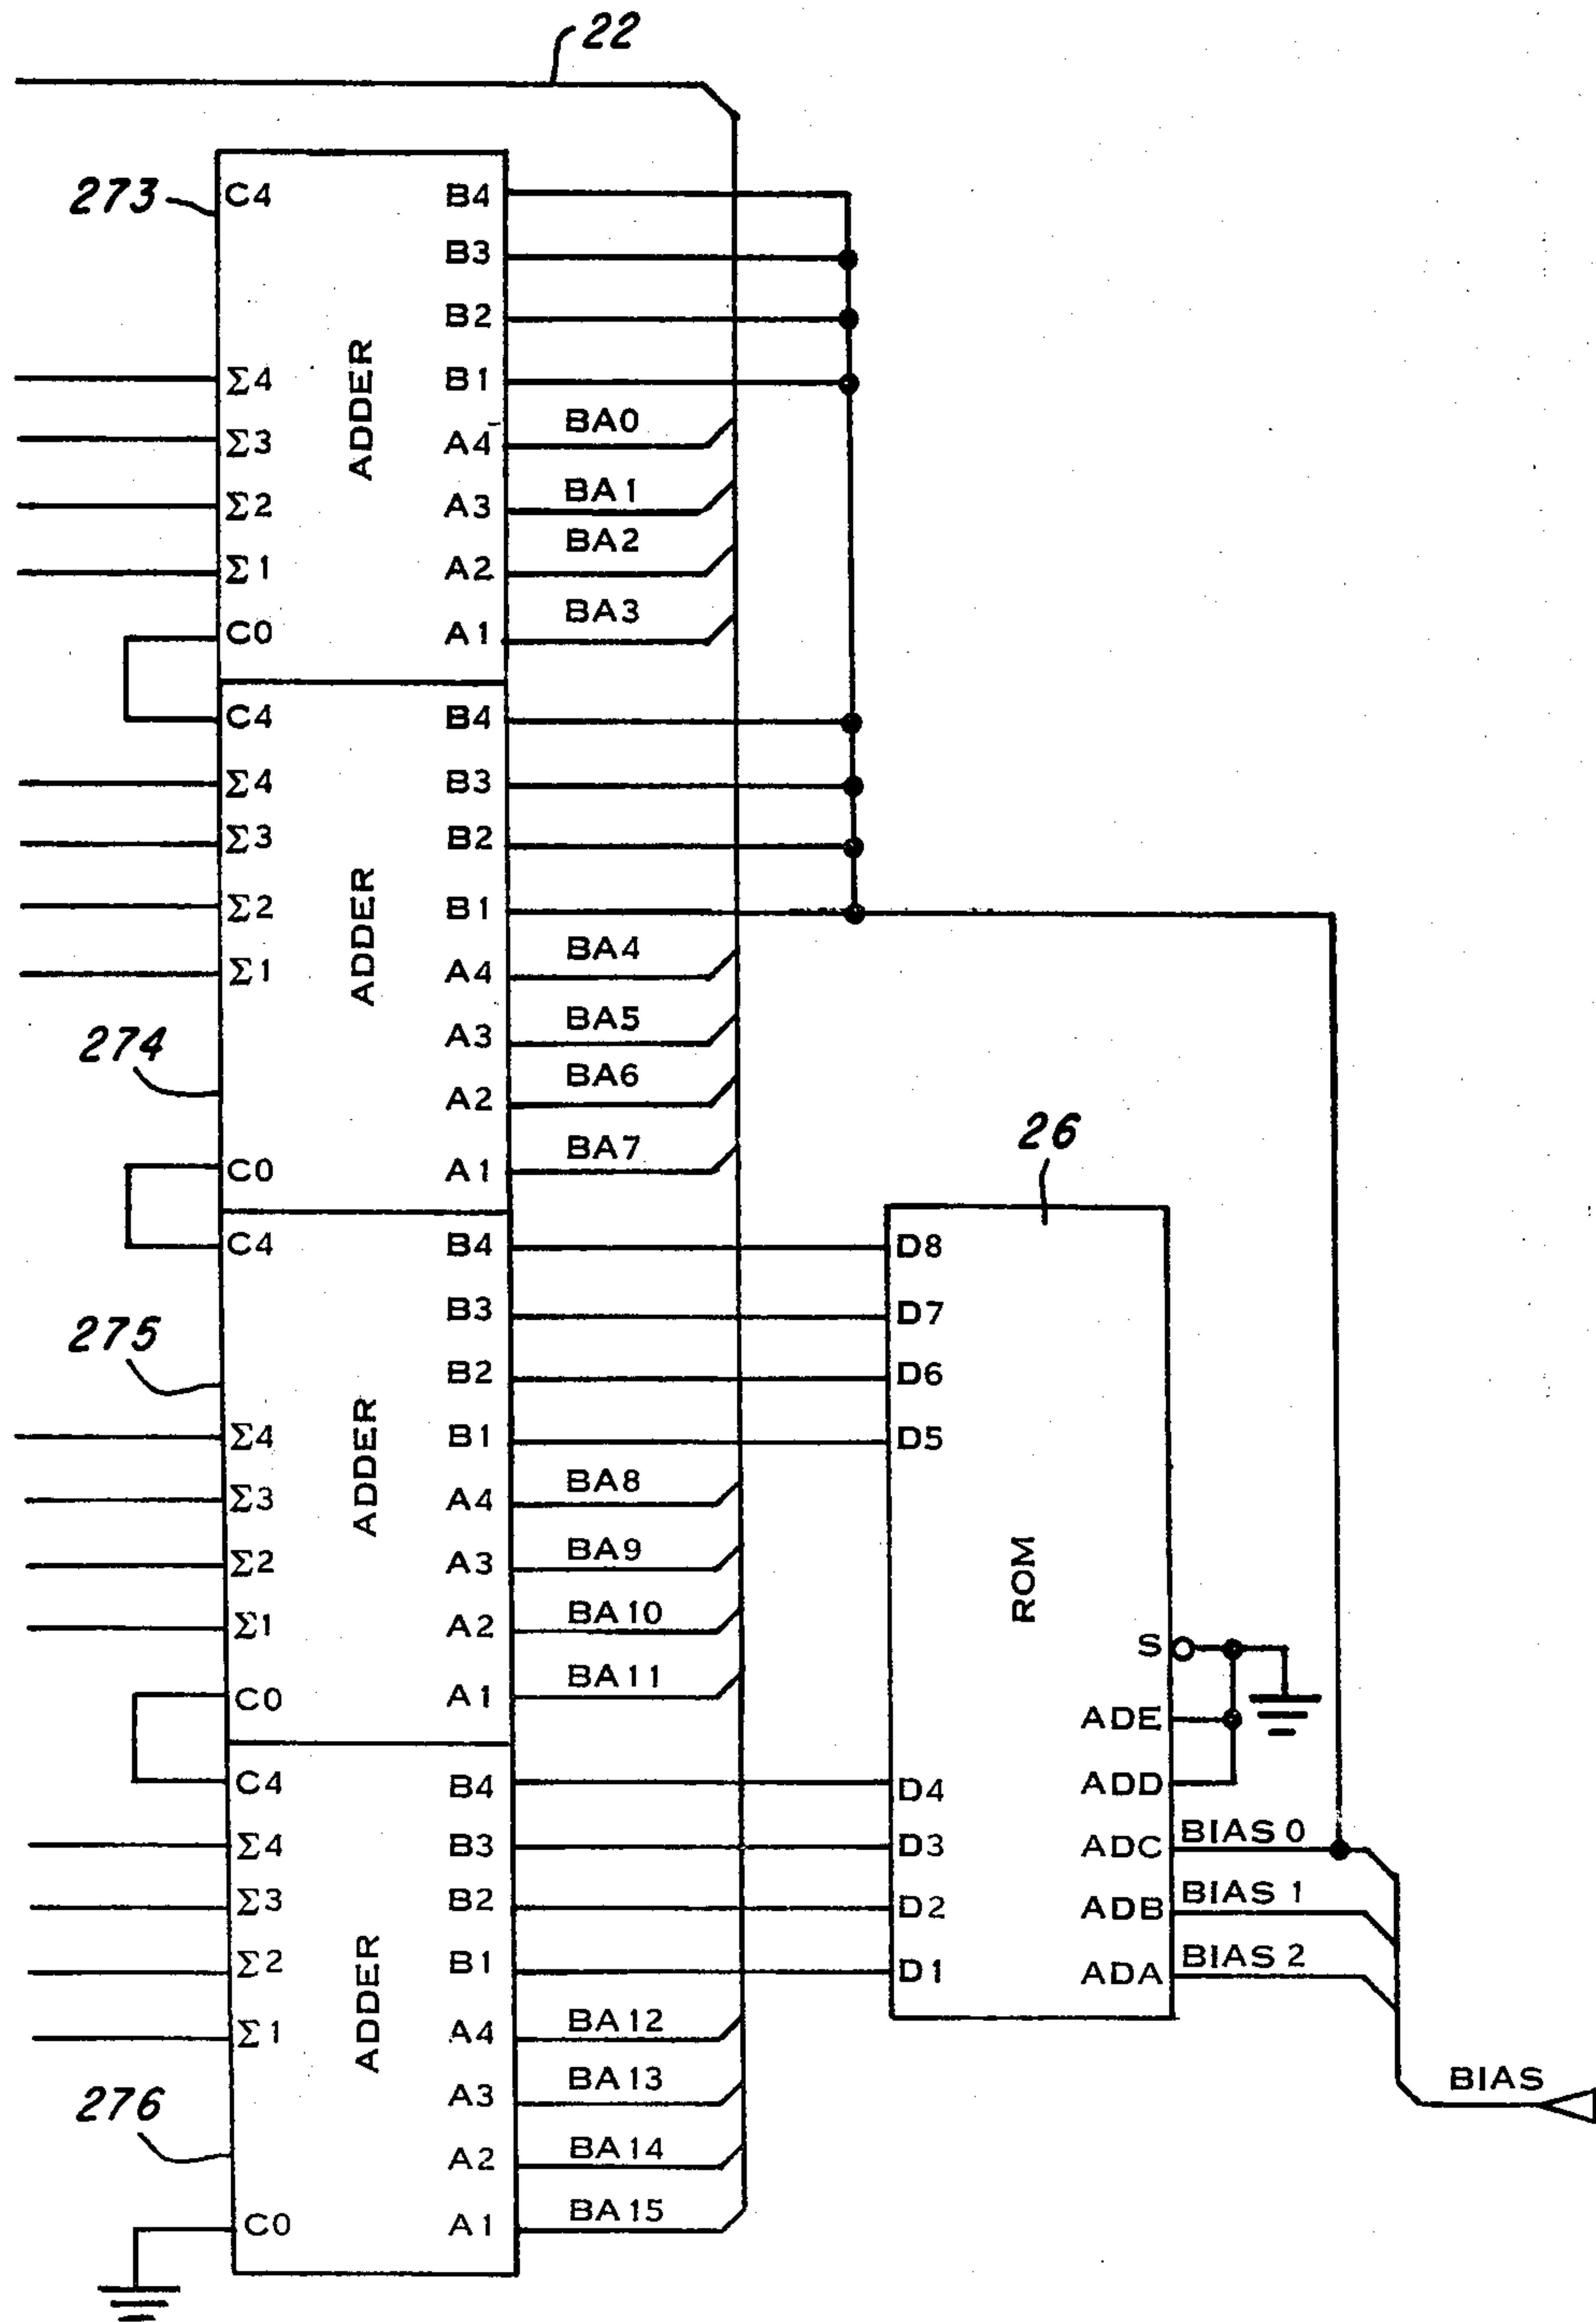 22
273
C4 B4
B3
B2
Σ4 B1
Σ3 A4 BA0
Σ2 A3 BA1
Σ1 A2 BA2
C0 A1 BA3
ADDER
C4 B4
Σ4 B3
Σ3 B2
Σ2 B1
Σ1 A4 BA4
A3 BA5
274
A2 BA6
C0 A1 BA7
ADDER
26
C4 B4 D8
B3 D7
275
B2 D6
Σ4 B1 D5
Σ3 A4 BA8
Σ2 A3 BA9
Σ1 A2 BA10
C0 A1 BA11
ADDER
ROM
S
ADE
C4 B4 D4 ADD
Σ4 B3 D3 ADC BIAS 0
Σ3 B2 D2 ADB BIAS 1
Σ2 B1 D1 ADA BIAS 2
Σ1 A4 BA12
A3 BA13
BIAS
276
A2 BA14
C0 A1 BA15
ADDER